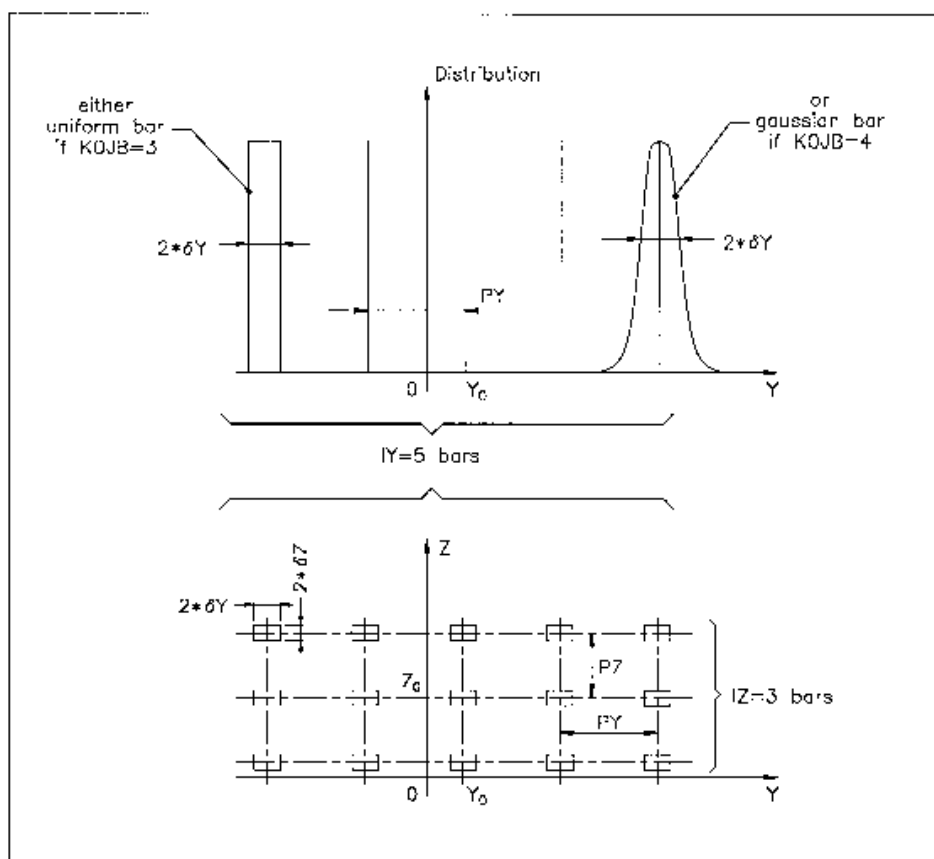 Distribution
either
uniform bar
if KOJB=3
or
gaussian bar
if KOJB=4
2*δY
2*δY
PY
0
Y₀
Y
IY=5 bars
Z
2*δZ
2*δY
PZ
Z₀
IZ=3 bars
PY
0
Y₀
Y